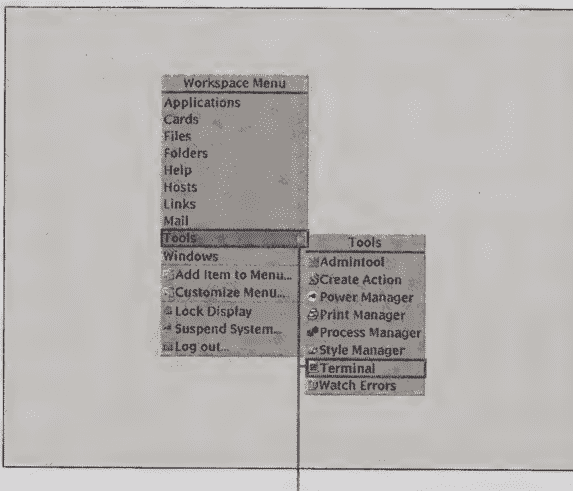 Workspace Menu
Applications
Cards
Files
Folders
Help
Hosts
Links
Mail
Tools
Windows
Add Item to Menu...
Customize Menu...
Lock Display
Suspend System...
Log out...
Tools
Admintool
Create Action
Power Manager
Print Manager
Process Manager
Style Manager
Terminal
Watch Errors